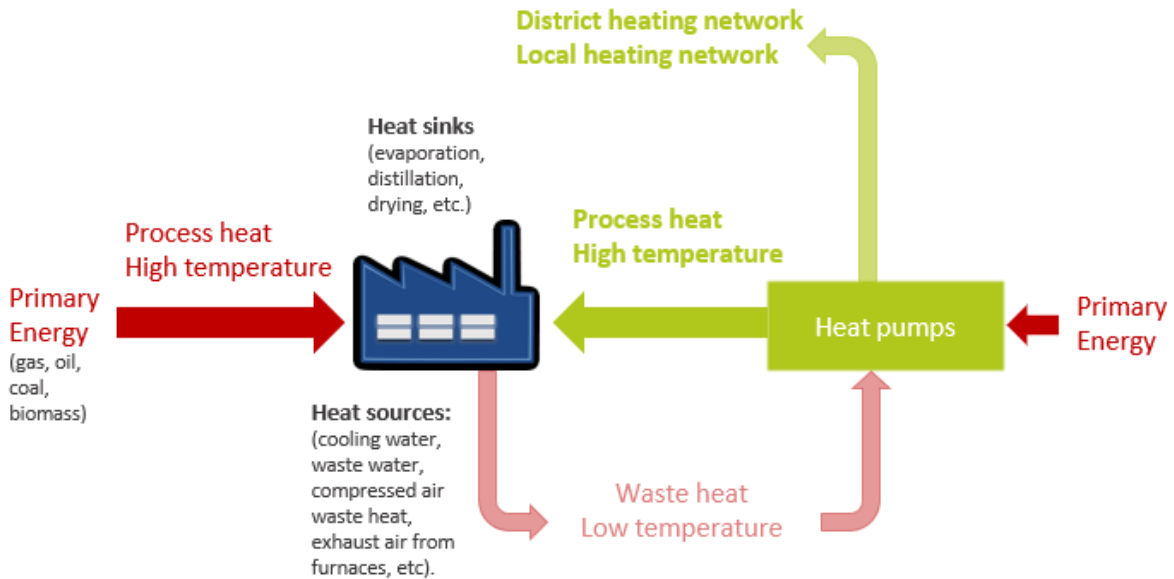 District heating network
Local heating network
Heat sinks
(evaporation,
distillation,
drying, etc.)
Process heat
High temperature
Process heat
High temperature
Primary
Energy
(gas, oil,
coal,
biomass)
Heat pumps
Primary
Energy
Heat sources:
(cooling water,
waste water,
compressed air
waste heat,
exhaust air from
furnaces, etc).
Waste heat
Low temperature